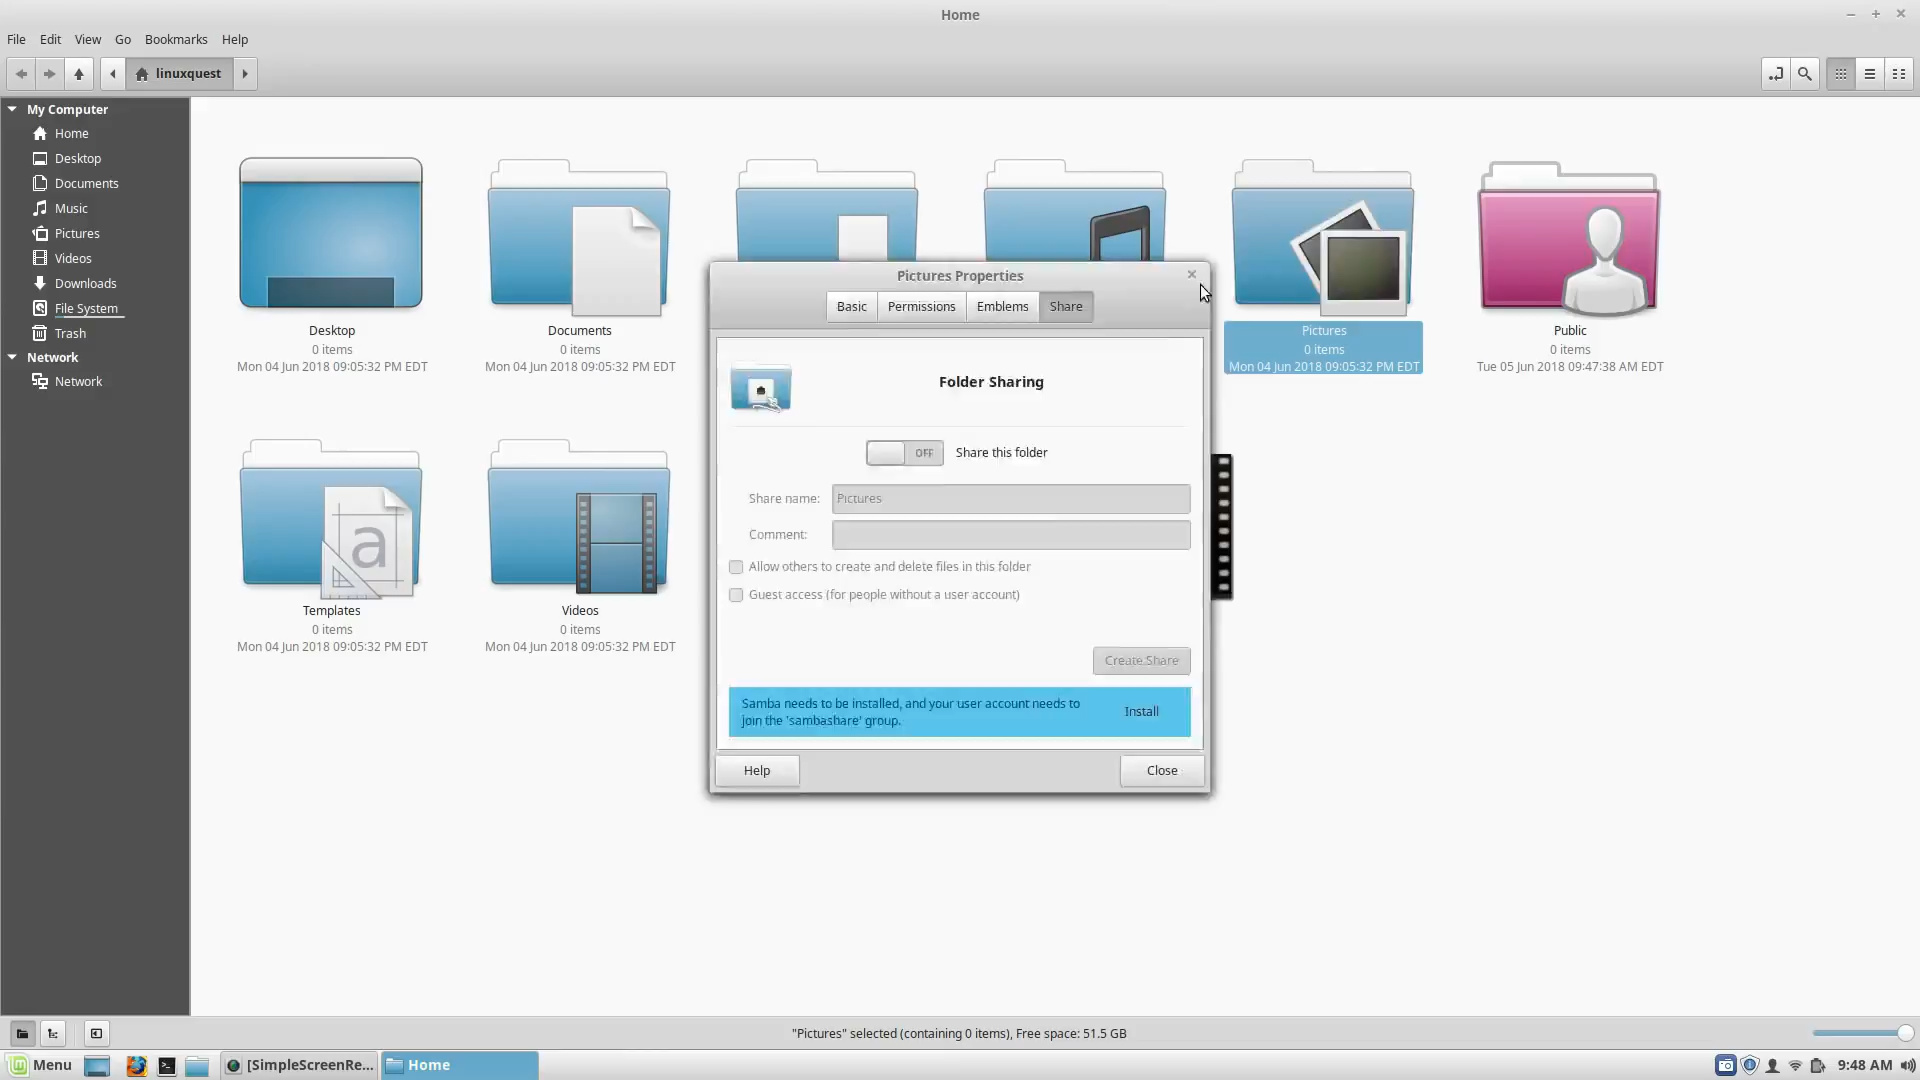 Home
File Edit View Go Bookmarks Help
linuxquest
My Computer
Home
Desktop
Documents
Music
Pictures
Videos
Downloads
File System
Trash
Network
Network
Desktop
0 items
Mon 04 Jun 2018 09:05:32 PM EDT
Documents
0 items
Mon 04 Jun 2018 09:05:32 PM EDT
Pictures
0 items
Mon 04 Jun 2018 09:05:32 PM EDT
Public
0 items
Tue 05 Jun 2018 09:47:38 AM EDT
a
Templates
0 items
Mon 04 Jun 2018 09:05:32 PM EDT
Videos
0 items
Mon 04 Jun 2018 09:05:32 PM EDT
Pictures Properties
Basic Permissions Emblems Share
Folder Sharing
OFF Share this folder
Share name: Pictures
Comment:
Allow others to create and delete files in this folder
Guest access (for people without a user account)
Create Share
Samba needs to be installed, and your user account needs to
join the 'sambashare' group.
Install
Help Close
"Pictures" selected (containing 0 items), Free space: 51.5 GB
Menu [SimpleScreenRe... Home 9:48 AM